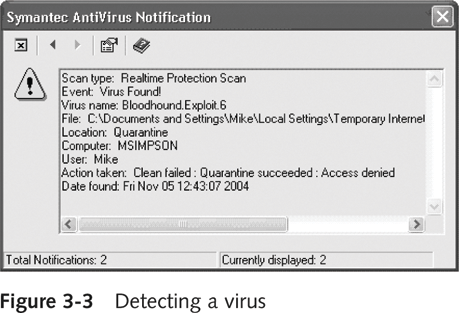 Symantec AntiVirus Notification
Scan type: Realtime Protection Scan
Event: Virus Found!
Virus name: Bloodhound.Exploit.6
File: C:\Documents and Settings\Mike\Local Settings\Temporary Internet
Location: Quarantine
Computer: MSIMPSON
User: Mike
Action taken: Clean failed : Quarantine succeeded : Access denied
Date found: Fri Nov 05 12:43:07 2004
Total Notifications: 2 Currently displayed: 2
Figure 3-3 Detecting a virus